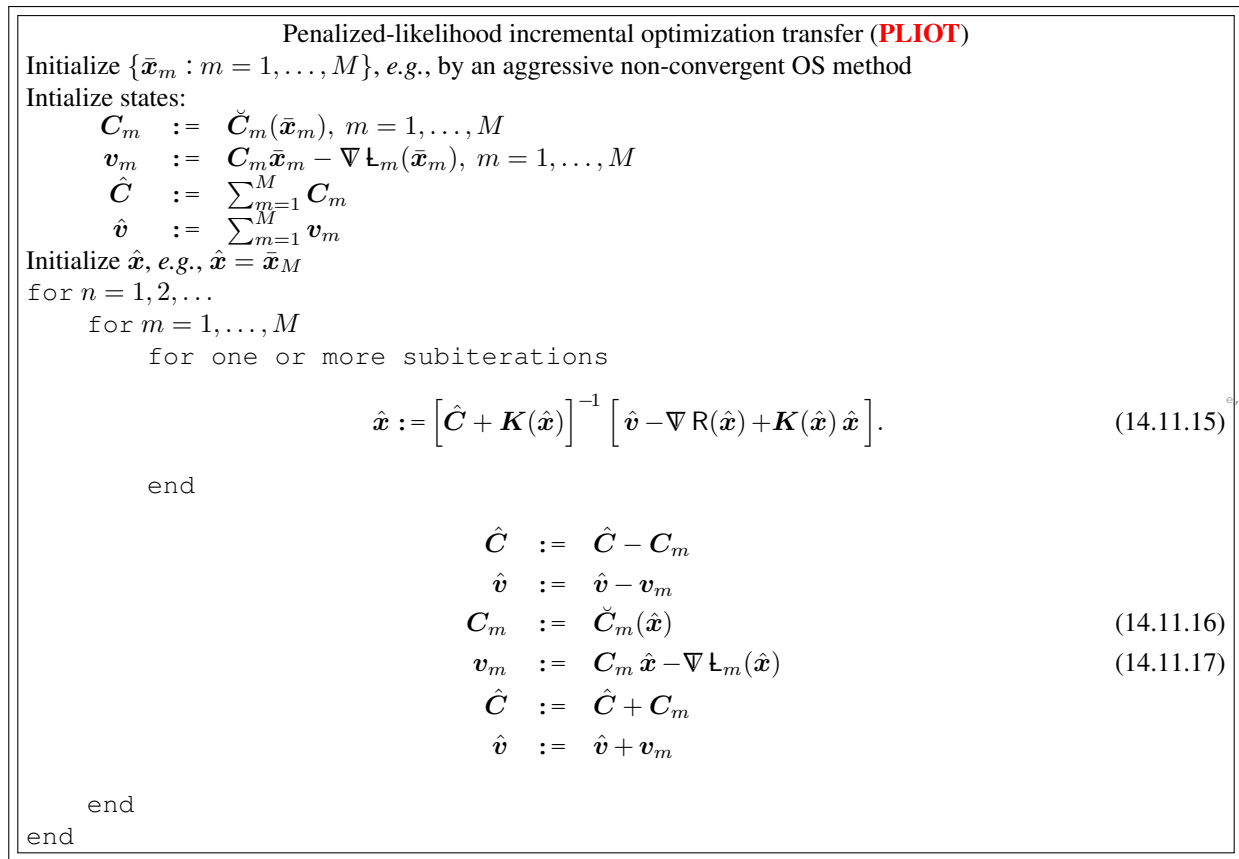 Penalized-likelihood incremental optimization transfer (PLIOT)
Initialize {x̄_m : m = 1, . . . , M}, e.g., by an aggressive non-convergent OS method
Intialize states:
C_m := C̆_m(x̄_m), m = 1, . . . , M
v_m := C_m x̄_m − ∇ Ł_m(x̄_m), m = 1, . . . , M
Ĉ := ∑_{m=1}^{M} C_m
v̂ := ∑_{m=1}^{M} v_m
Initialize x̂, e.g., x̂ = x̄_M
for n = 1, 2, . . .
for m = 1, . . . , M
for one or more subiterations
x̂ := [Ĉ + K(x̂)]^{−1} [ v̂ −∇ R(x̂) +K(x̂) x̂ ]. (14.11.15)
e,
end
Ĉ := Ĉ − C_m
v̂ := v̂ − v_m
C_m := C̆_m(x̂) (14.11.16)
v_m := C_m x̂ −∇ Ł_m(x̂) (14.11.17)
Ĉ := Ĉ + C_m
v̂ := v̂ + v_m
end
end